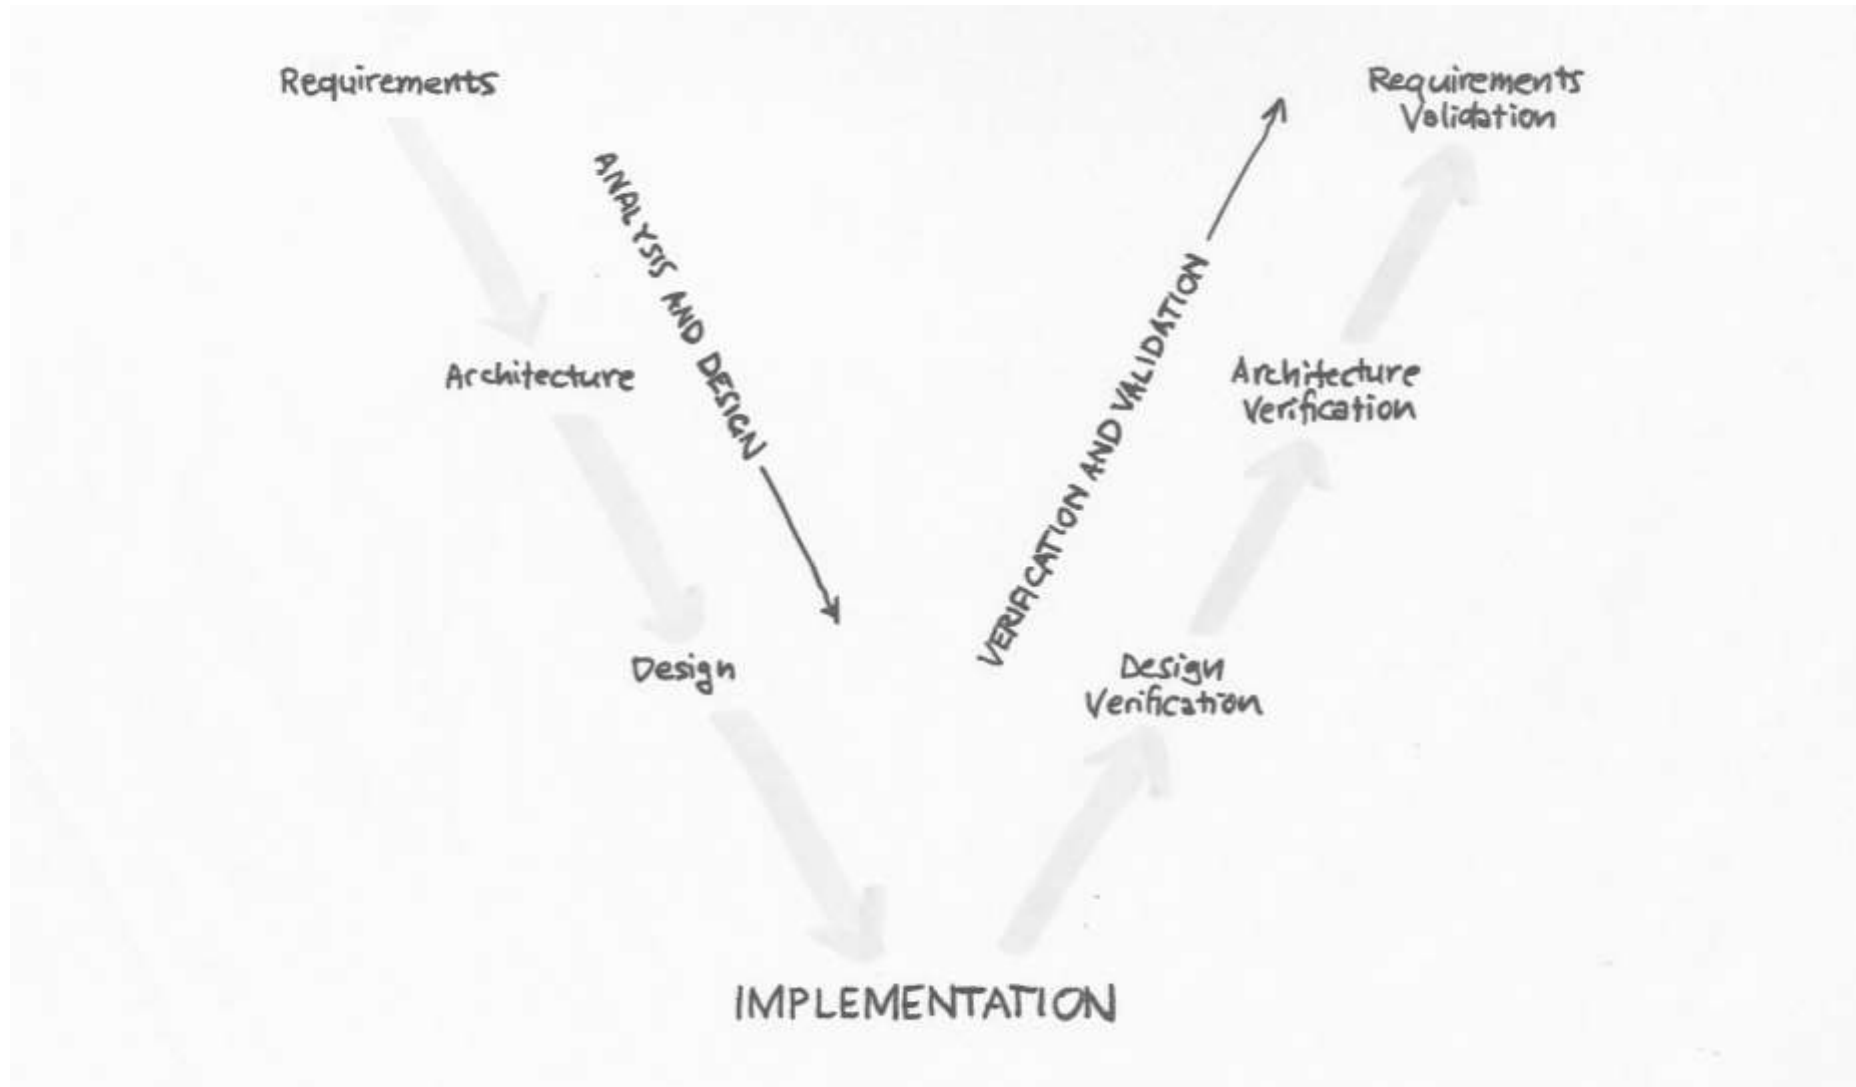 Requirements
Requirements
Validation
ANALYSIS AND DESIGN
VERIFICATION AND VALIDATION
Architecture
Architecture
Verification
Design
Design
Verification
IMPLEMENTATION